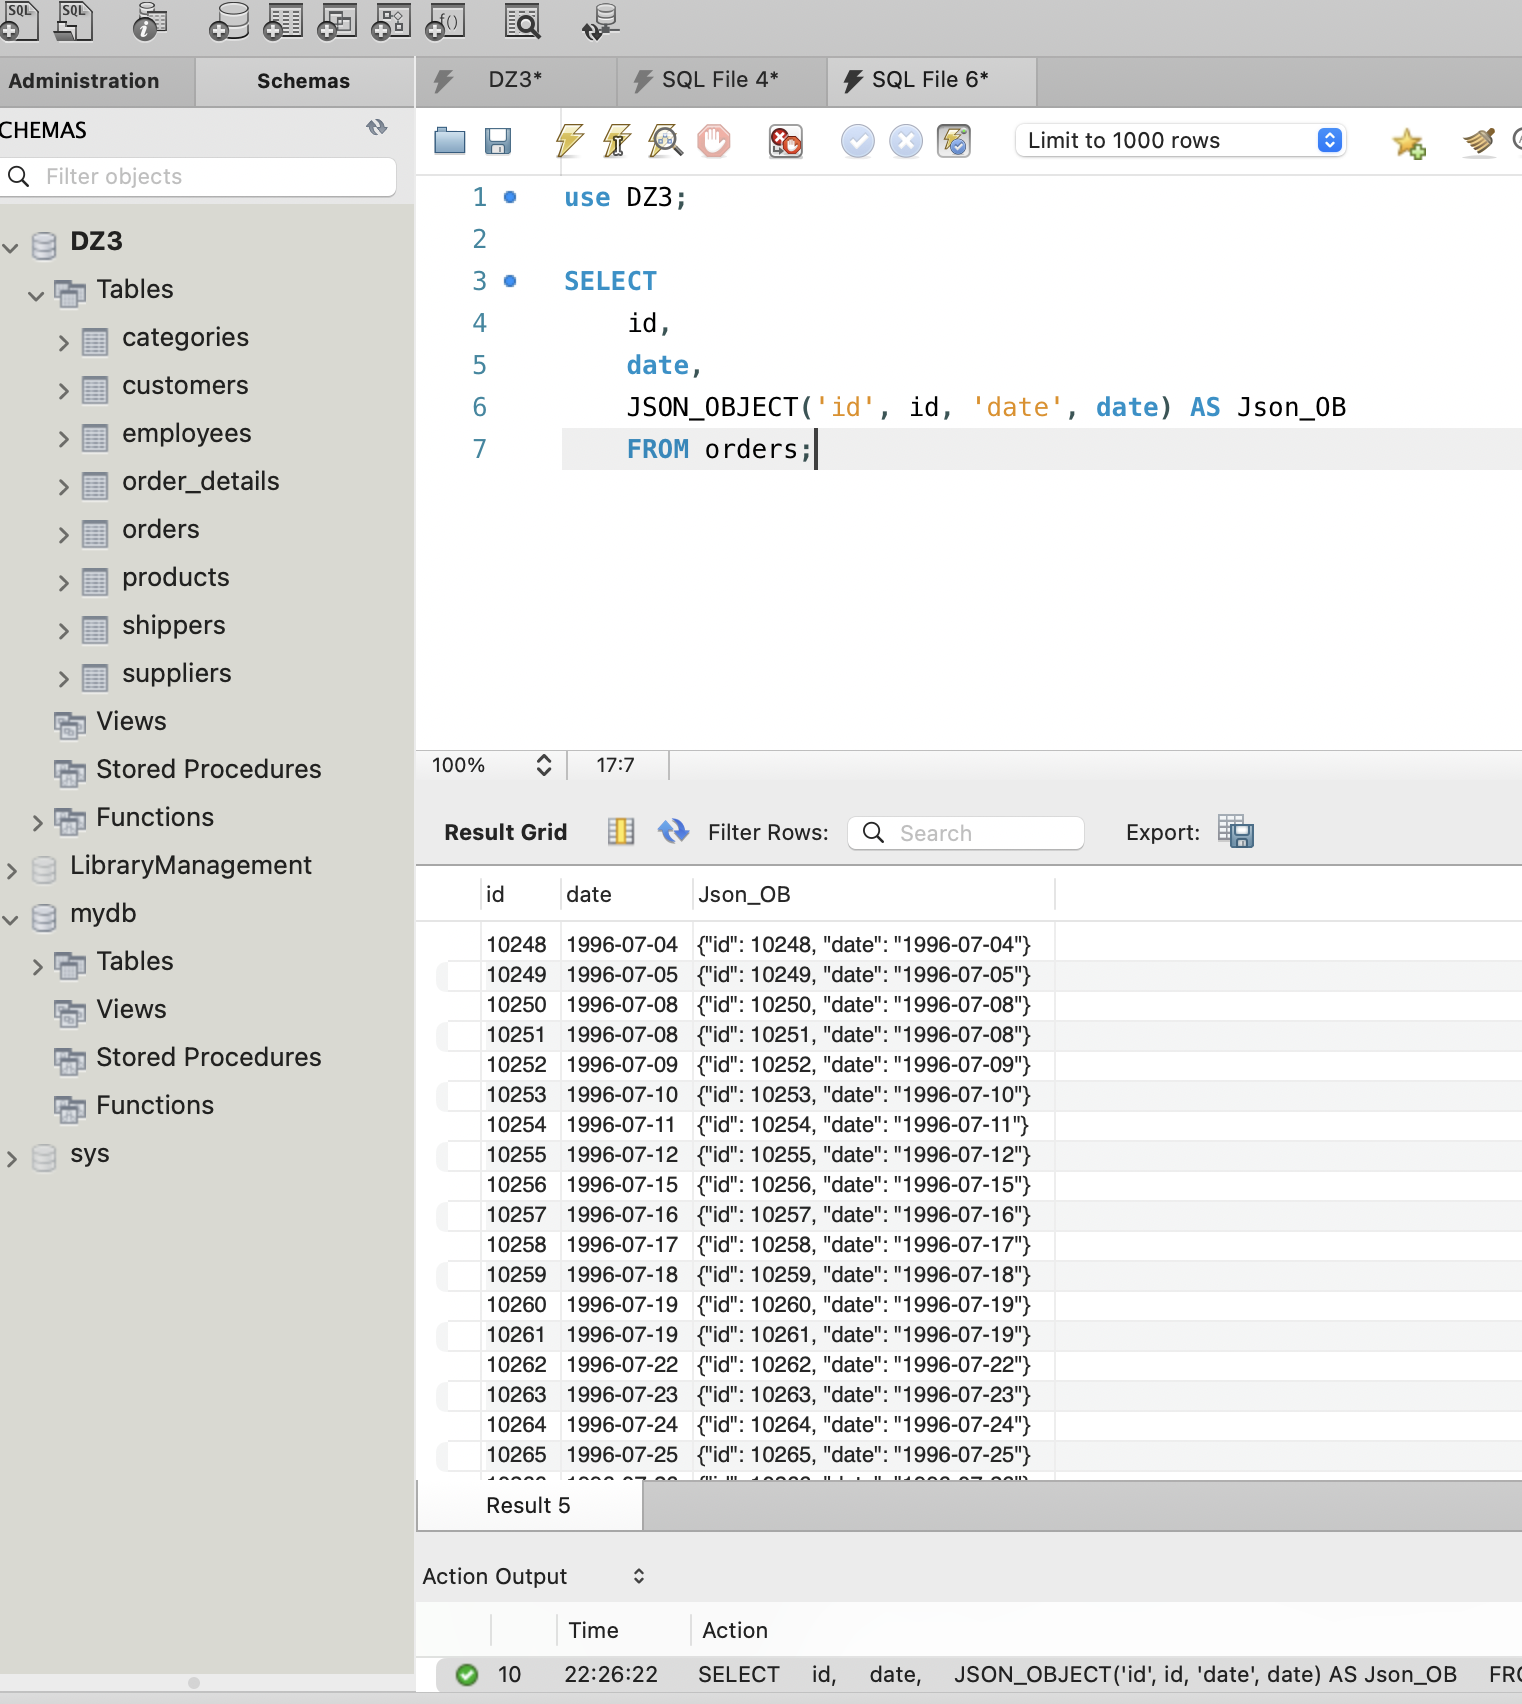 SQL
SQL
f()
Administration
Schemas
DZ3*
SQL File 4*
SQL File 6*
CHEMAS
Filter objects
Limit to 1000 rows
DZ3
Tables
categories
customers
employees
order_details
orders
products
shippers
suppliers
Views
Stored Procedures
Functions
LibraryManagement
mydb
Tables
Views
Stored Procedures
Functions
sys
1 use DZ3;
2
3 SELECT
4 id,
5 date,
6 JSON_OBJECT('id', id, 'date', date) AS Json_OB
7 FROM orders;
100% 17:7
Result Grid Filter Rows: Search Export:
id date Json_OB
10248 1996-07-04 {"id": 10248, "date": "1996-07-04"}
10249 1996-07-05 {"id": 10249, "date": "1996-07-05"}
10250 1996-07-08 {"id": 10250, "date": "1996-07-08"}
10251 1996-07-08 {"id": 10251, "date": "1996-07-08"}
10252 1996-07-09 {"id": 10252, "date": "1996-07-09"}
10253 1996-07-10 {"id": 10253, "date": "1996-07-10"}
10254 1996-07-11 {"id": 10254, "date": "1996-07-11"}
10255 1996-07-12 {"id": 10255, "date": "1996-07-12"}
10256 1996-07-15 {"id": 10256, "date": "1996-07-15"}
10257 1996-07-16 {"id": 10257, "date": "1996-07-16"}
10258 1996-07-17 {"id": 10258, "date": "1996-07-17"}
10259 1996-07-18 {"id": 10259, "date": "1996-07-18"}
10260 1996-07-19 {"id": 10260, "date": "1996-07-19"}
10261 1996-07-19 {"id": 10261, "date": "1996-07-19"}
10262 1996-07-22 {"id": 10262, "date": "1996-07-22"}
10263 1996-07-23 {"id": 10263, "date": "1996-07-23"}
10264 1996-07-24 {"id": 10264, "date": "1996-07-24"}
10265 1996-07-25 {"id": 10265, "date": "1996-07-25"}
Result 5
Action Output
Time Action
10 22:26:22 SELECT id, date, JSON_OBJECT('id', id, 'date', date) AS Json_OB